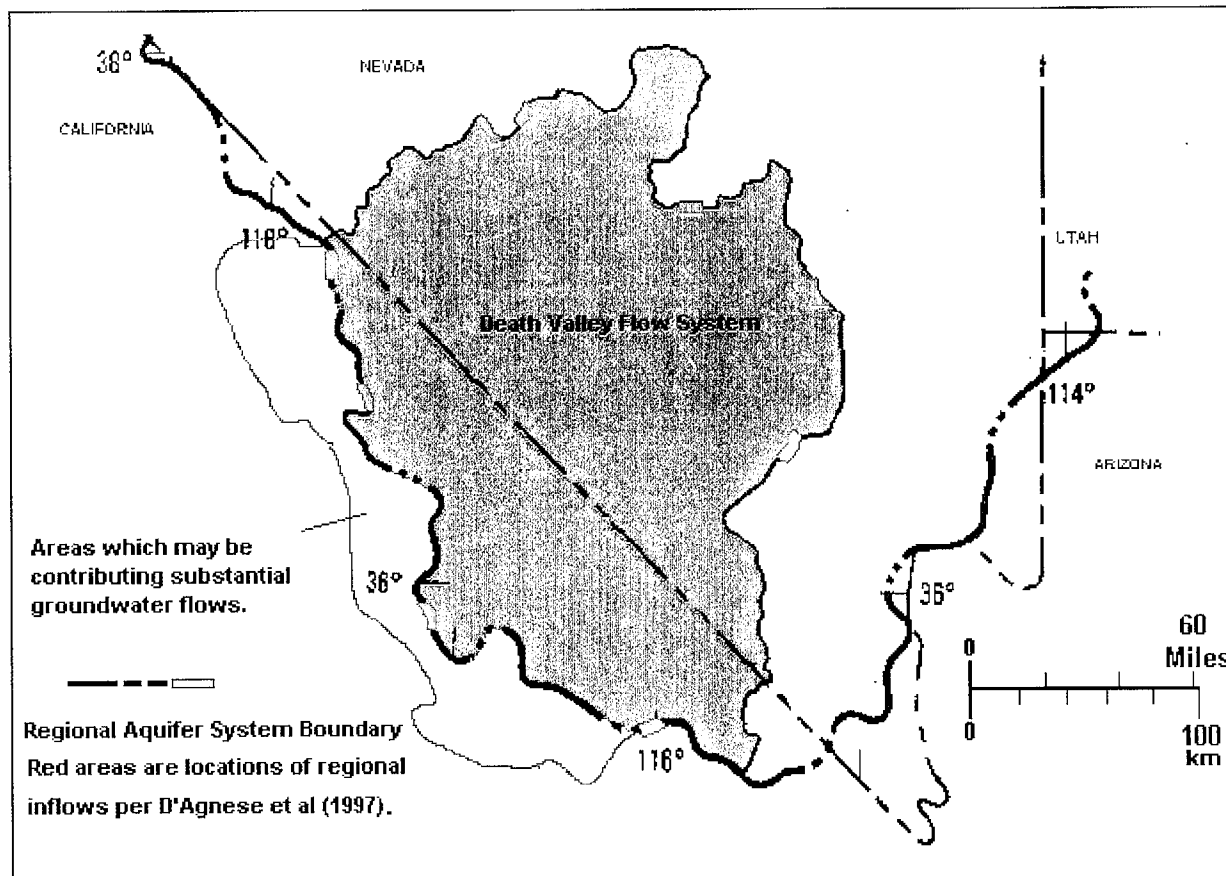 38°
NEVADA
CALIFORNIA
118°
UTAH
Death Valley Flow System
114°
ARIZONA
Areas which may be
contributing substantial
groundwater flows.
36°
36°
60
Miles
0
Regional Aquifer System Boundary
Red areas are locations of regional
inflows per D'Agnese et al (1997).
116°
0
100
km